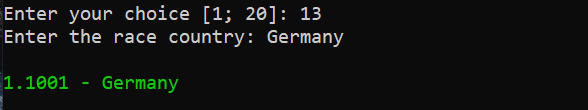 Enter your choice [1; 20]: 13
Enter the race country: Germany
1.1001 - Germany